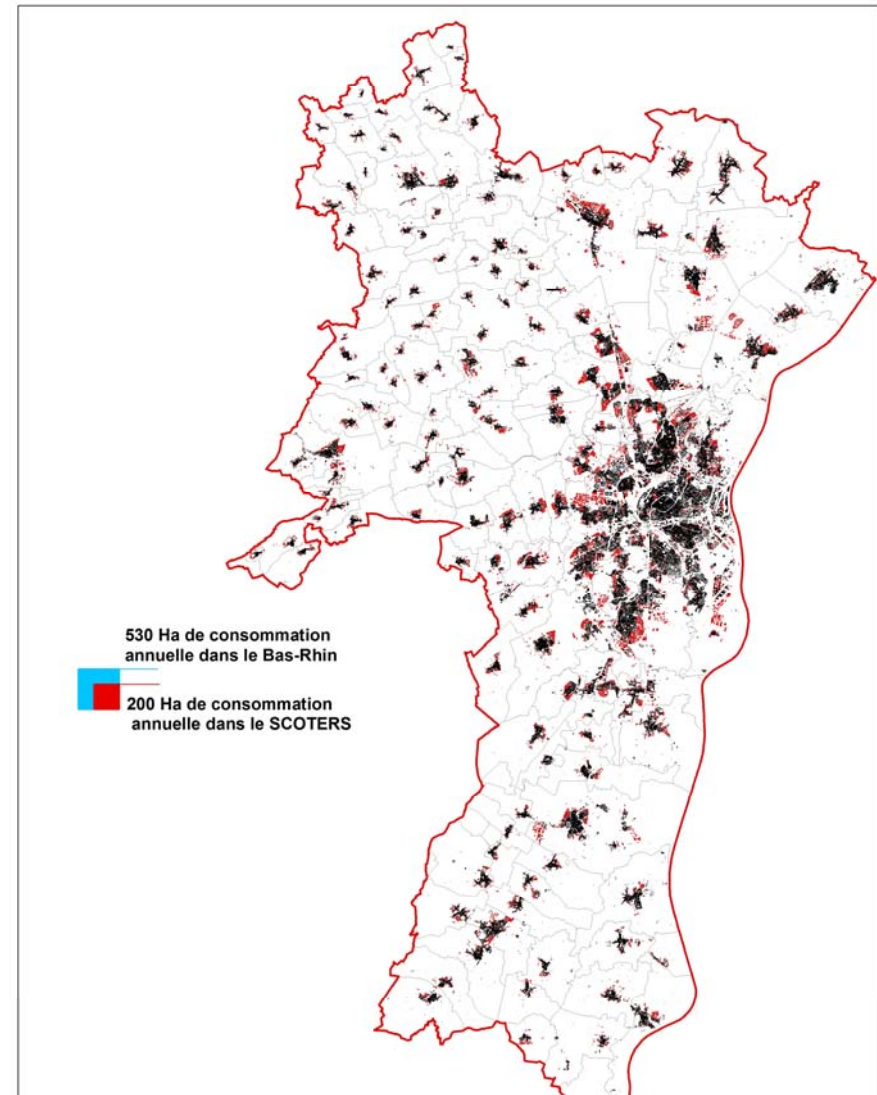 530 Ha de consommation
annuelle dans le Bas-Rhin
200 Ha de consommation
annuelle dans le SCOTERS